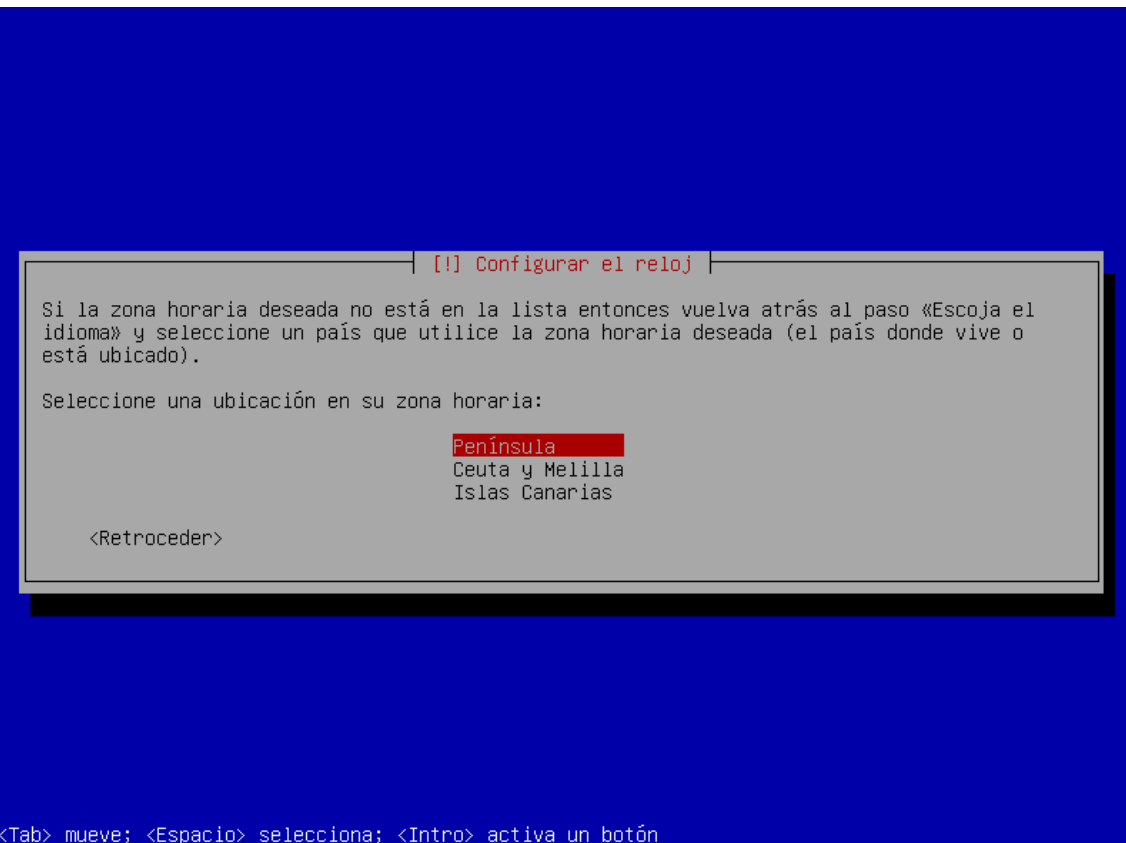 [!] Configurar el reloj
Si la zona horaria deseada no está en la lista entonces vuelva atrás al paso «Escoja el
idioma» y seleccione un país que utilice la zona horaria deseada (el país donde vive o
está ubicado).
Seleccione una ubicación en su zona horaria:
Península
Ceuta y Melilla
Islas Canarias
<Retroceder>
<Tab> mueve; <Espacio> selecciona; <Intro> activa un botón